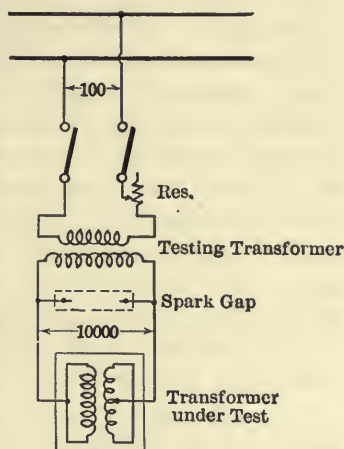 100
Res.
Testing Transformer
Spark Gap
10000
Transformer
under Test